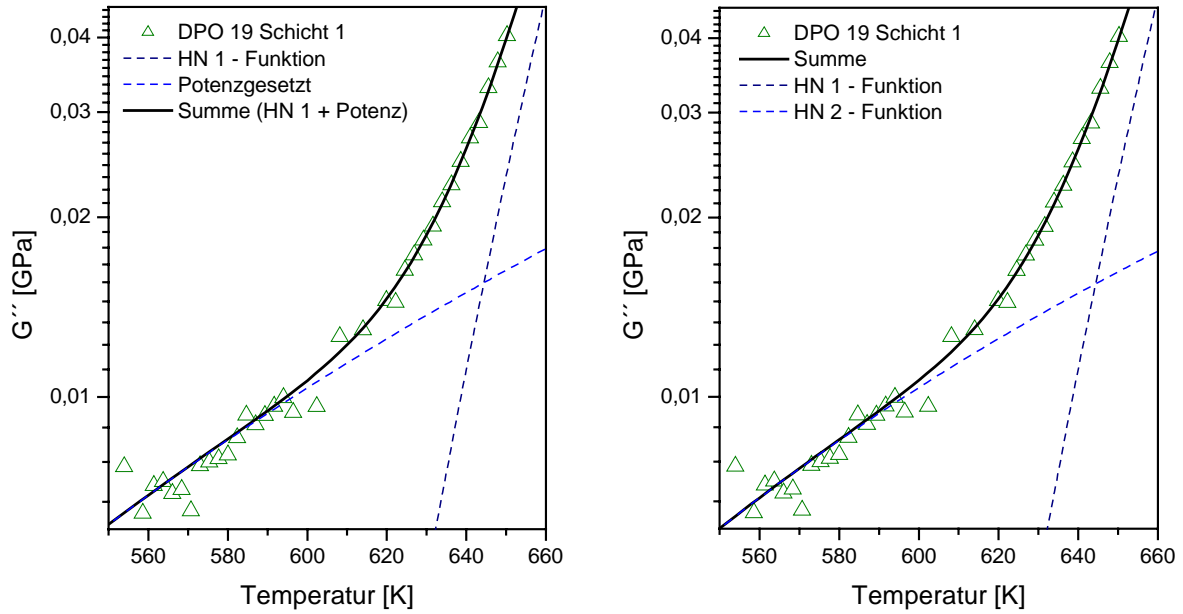 0,04
0,03
0,02
0,01
G´´ [GPa]
DPO 19 Schicht 1
HN 1 - Funktion
Potenzgesetzt
Summe (HN 1 + Potenz)
560 580 600 620 640 660
Temperatur [K]
0,04
0,03
0,02
0,01
G´´ [GPa]
DPO 19 Schicht 1
Summe
HN 1 - Funktion
HN 2 - Funktion
560 580 600 620 640 660
Temperatur [K]